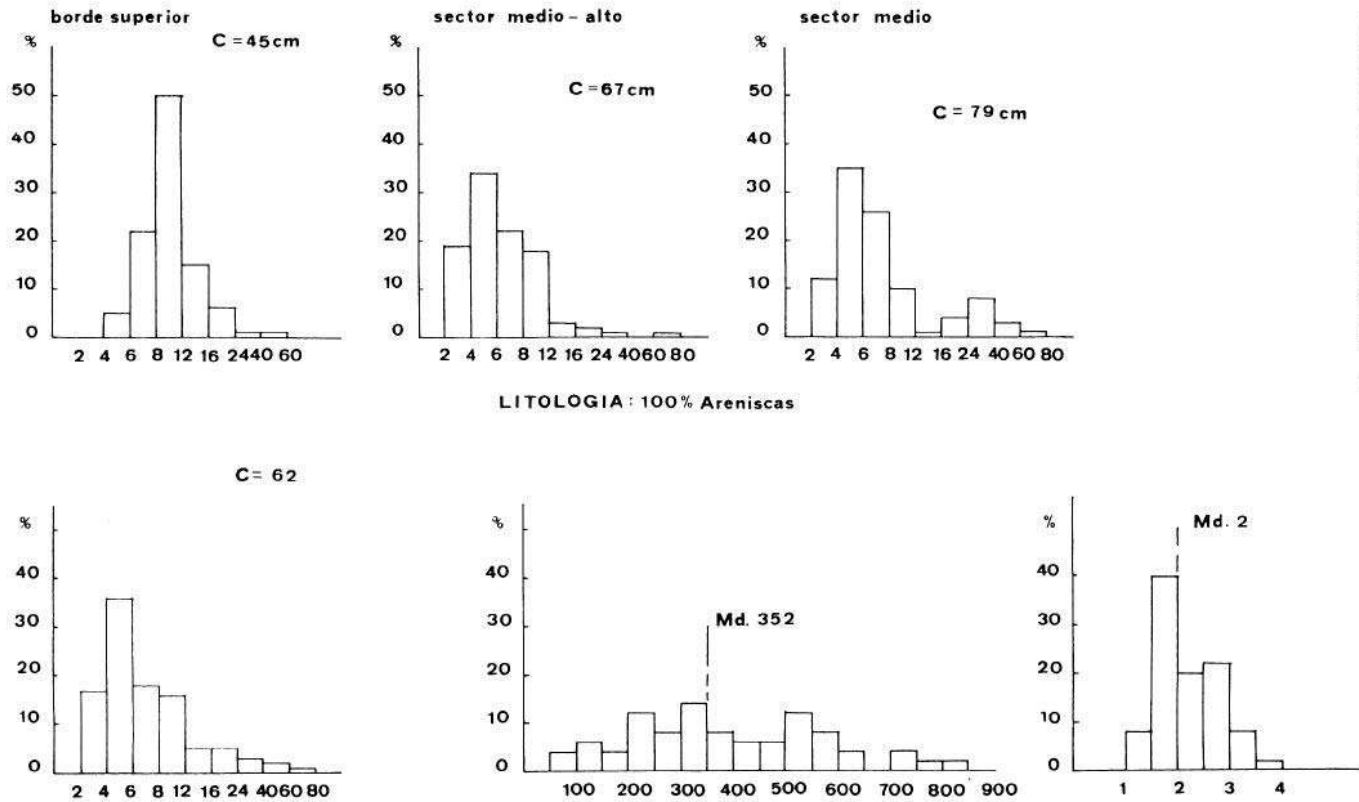 borde superior
% C = 45cm
50
40
30
20
10
0
2 4 6 8 12 16 24 40 60
sector medio – alto
%
C = 67cm
50
40
30
20
10
0
2 4 6 8 12 16 24 40 60 80
sector medio
%
C = 79 cm
50
40
30
20
10
0
2 4 6 8 12 16 24 40 60 80
LITOLOGIA : 100% Areniscas
C = 62
%
40
30
20
10
0
2 4 6 8 12 16 24 40 60 80
%
40
30
Md. 352
20
10
0
100 200 300 400 500 600 700 800 900
% Md. 2
40
30
20
10
0
1 2 3 4